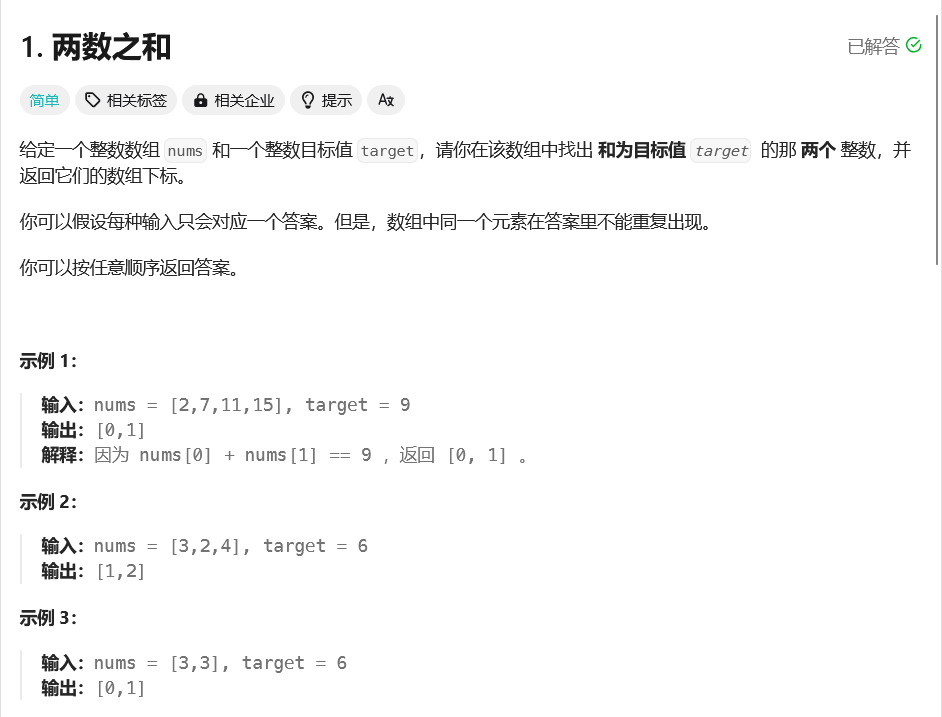 1. 两数之和
已解答
简单 相关标签 相关企业 提示 Ax
给定一个整数数组 nums 和一个整数目标值 target，请你在该数组中找出 和为目标值 target 的那 两个 整数，并
返回它们的数组下标。
你可以假设每种输入只会对应一个答案。但是，数组中同一个元素在答案里不能重复出现。
你可以按任意顺序返回答案。
示例 1：
输入：nums = [2,7,11,15], target = 9
输出：[0,1]
解释：因为 nums[0] + nums[1] == 9 ，返回 [0, 1] 。
示例 2：
输入：nums = [3,2,4], target = 6
输出：[1,2]
示例 3：
输入：nums = [3,3], target = 6
输出：[0,1]